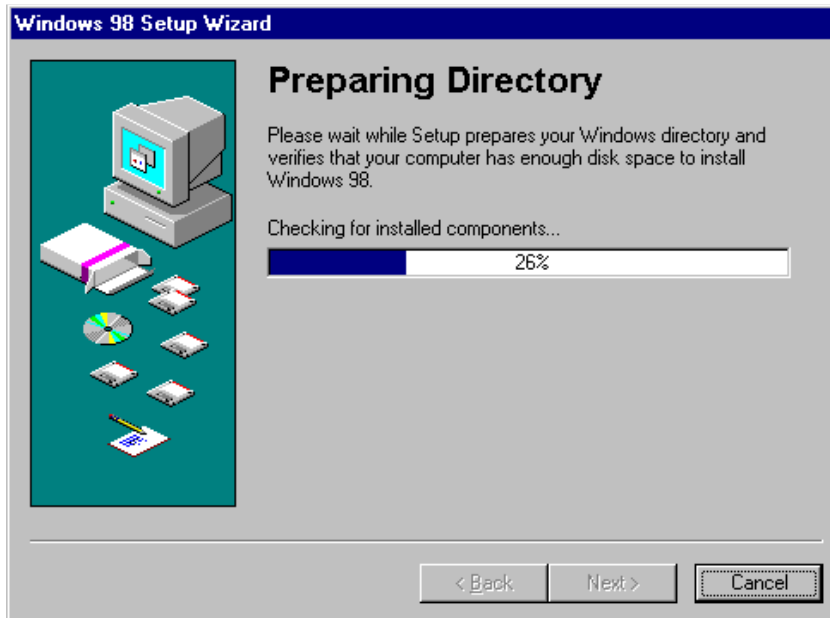 Windows 98 Setup Wizard
Preparing Directory
Please wait while Setup prepares your Windows directory and
verifies that your computer has enough disk space to install
Windows 98.
Checking for installed components...
26%
< Back
Next >
Cancel